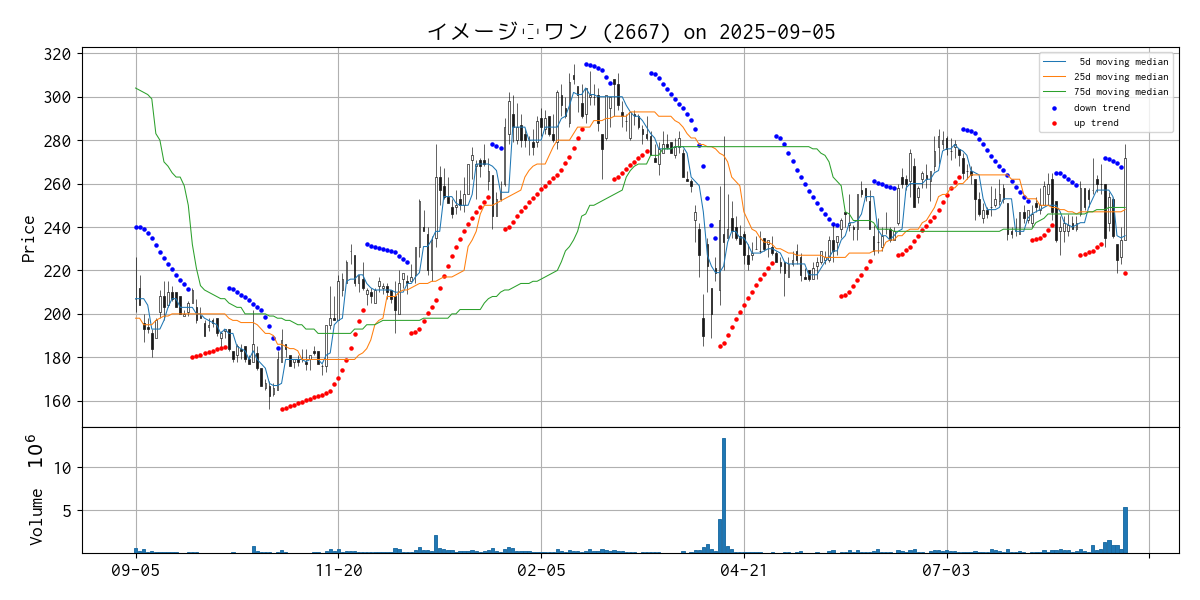 イメージワン (2667) on 2025-09-05
320
300
280
260
240
220
200
180
160
Price
5d moving median
25d moving median
75d moving median
down trend
up trend
10
5
Volume 10^6
09-05
11-20
02-05
04-21
07-03